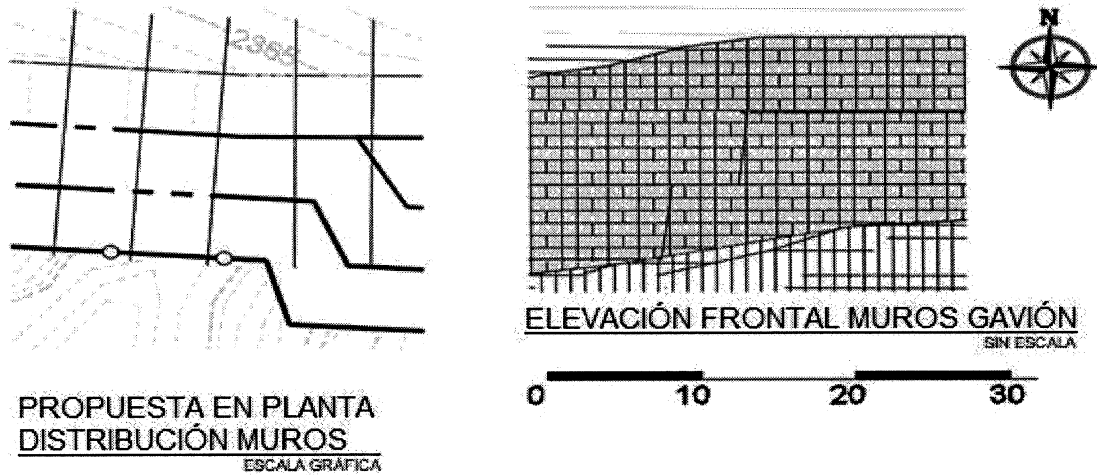 2365
N
ELEVACIÓN FRONTAL MUROS GAVIÓN
SIN ESCALA
0 10 20 30
PROPUESTA EN PLANTA
DISTRIBUCIÓN MUROS
ESCALA GRÁFICA